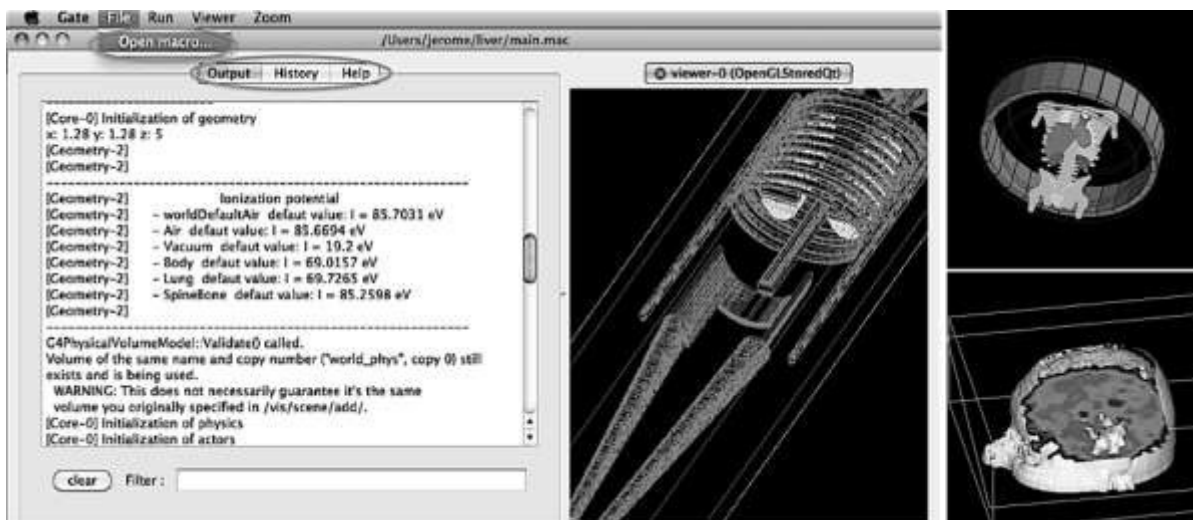 Gate File Run Viewer Zoom
Open macro...
/Users/jerome/liver/main.mac
Output History Help
viewer-0 (OpenGLStoredQt)
[Core-0] Initialization of geometry
x: 1.28 y: 1.28 z: 5
[Geometry-2]
[Geometry-2]
[Geometry-2] Ionization potential
[Geometry-2] - worldDefaultAir defaut value: I = 85.7031 eV
[Geometry-2] - Air defaut value: I = 85.6694 eV
[Geometry-2] - Vacuum defaut value: I = 19.2 eV
[Geometry-2] - Body defaut value: I = 69.0157 eV
[Geometry-2] - Lung defaut value: I = 69.7265 eV
[Geometry-2] - SpineBone defaut value: I = 85.2598 eV
[Geometry-2]
G4PhysicalVolumeModel::Validate() called.
Volume of the same name and copy number ("world_phys", copy 0) still
exists and is being used.
WARNING: This does not necessarily guarantee it's the same
volume you originally specified in /vis/scene/add/.
[Core-0] Initialization of physics
[Core-0] Initialization of actors
clear Filter :